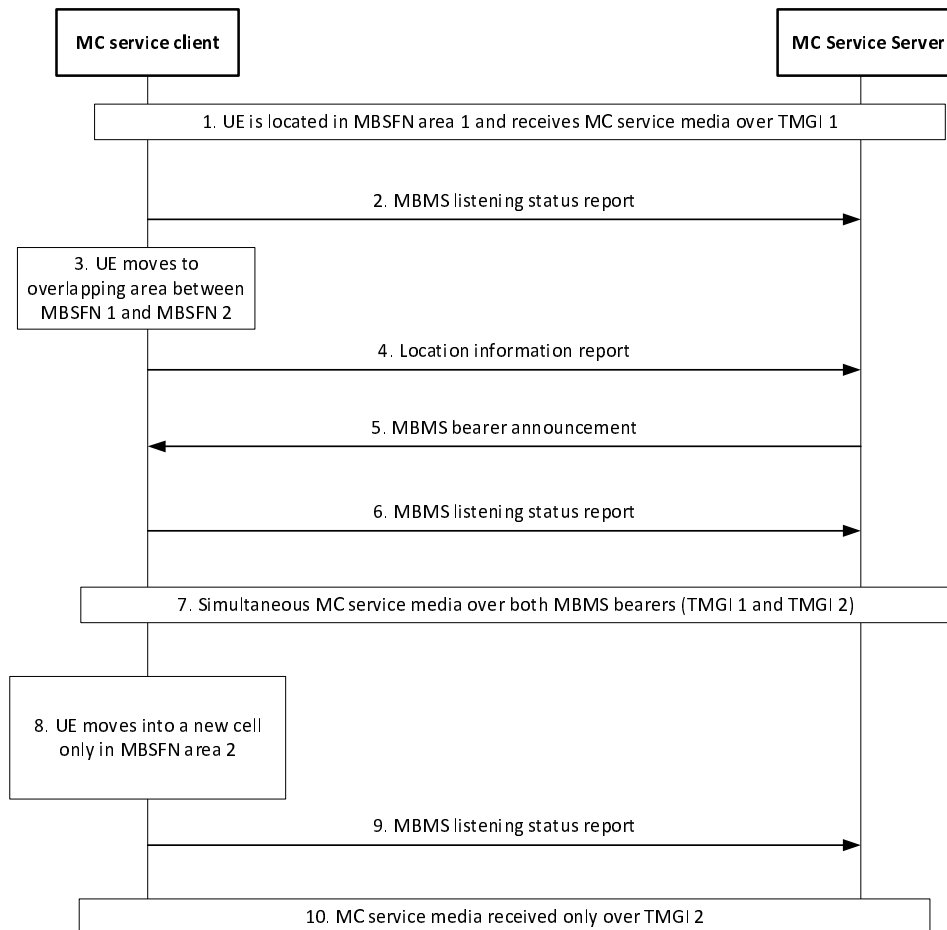 MC service client
MC Service Server
1. UE is located in MBSFN area 1 and receives MC service media over TMGI 1
2. MBMS listening status report
3. UE moves to
overlapping area between
MBSFN 1 and MBSFN 2
4. Location information report
5. MBMS bearer announcement
6. MBMS listening status report
7. Simultaneous MC service media over both MBMS bearers (TMGI 1 and TMGI 2)
8. UE moves into a new cell
only in MBSFN area 2
9. MBMS listening status report
10. MC service media received only over TMGI 2